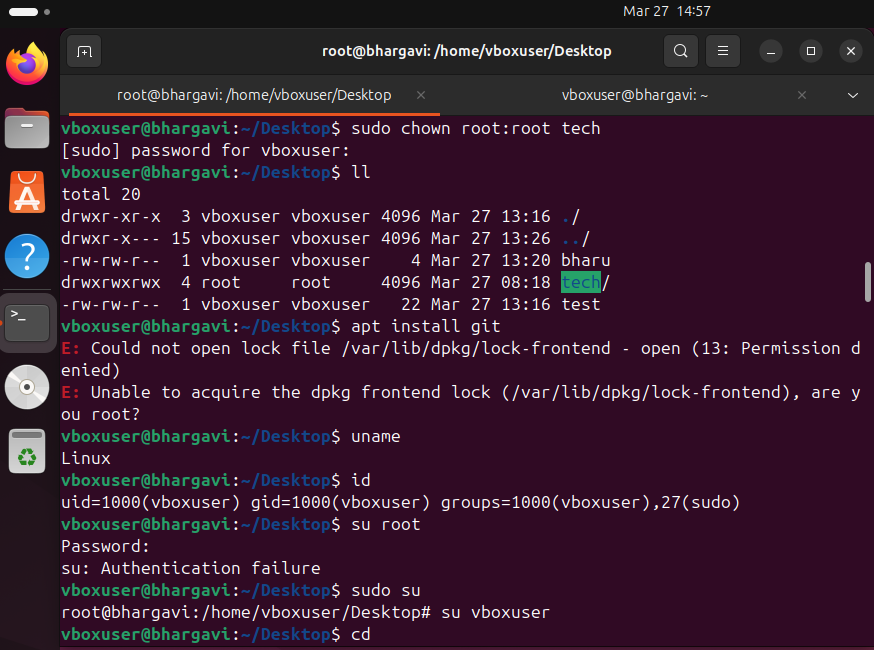 Mar 27 14:57
root@bhargavi: /home/vboxuser/Desktop
root@bhargavi: /home/vboxuser/Desktop
vboxuser@bhargavi: ~
vboxuser@bhargavi:~/Desktop$ sudo chown root:root tech
[sudo] password for vboxuser:
vboxuser@bhargavi:~/Desktop$ ll
total 20
drwxr-xr-x  3 vboxuser vboxuser 4096 Mar 27 13:16 ./
drwxr-x--- 15 vboxuser vboxuser 4096 Mar 27 13:26 ../
-rw-rw-r--  1 vboxuser vboxuser    4 Mar 27 13:20 bharu
drwxrwxrwx  4 root     root     4096 Mar 27 08:18 tech/
-rw-rw-r--  1 vboxuser vboxuser   22 Mar 27 13:16 test
vboxuser@bhargavi:~/Desktop$ apt install git
E: Could not open lock file /var/lib/dpkg/lock-frontend - open (13: Permission d
enied)
E: Unable to acquire the dpkg frontend lock (/var/lib/dpkg/lock-frontend), are y
ou root?
vboxuser@bhargavi:~/Desktop$ uname
Linux
vboxuser@bhargavi:~/Desktop$ id
uid=1000(vboxuser) gid=1000(vboxuser) groups=1000(vboxuser),27(sudo)
vboxuser@bhargavi:~/Desktop$ su root
Password:
su: Authentication failure
vboxuser@bhargavi:~/Desktop$ sudo su
root@bhargavi:/home/vboxuser/Desktop# su vboxuser
vboxuser@bhargavi:~/Desktop$ cd